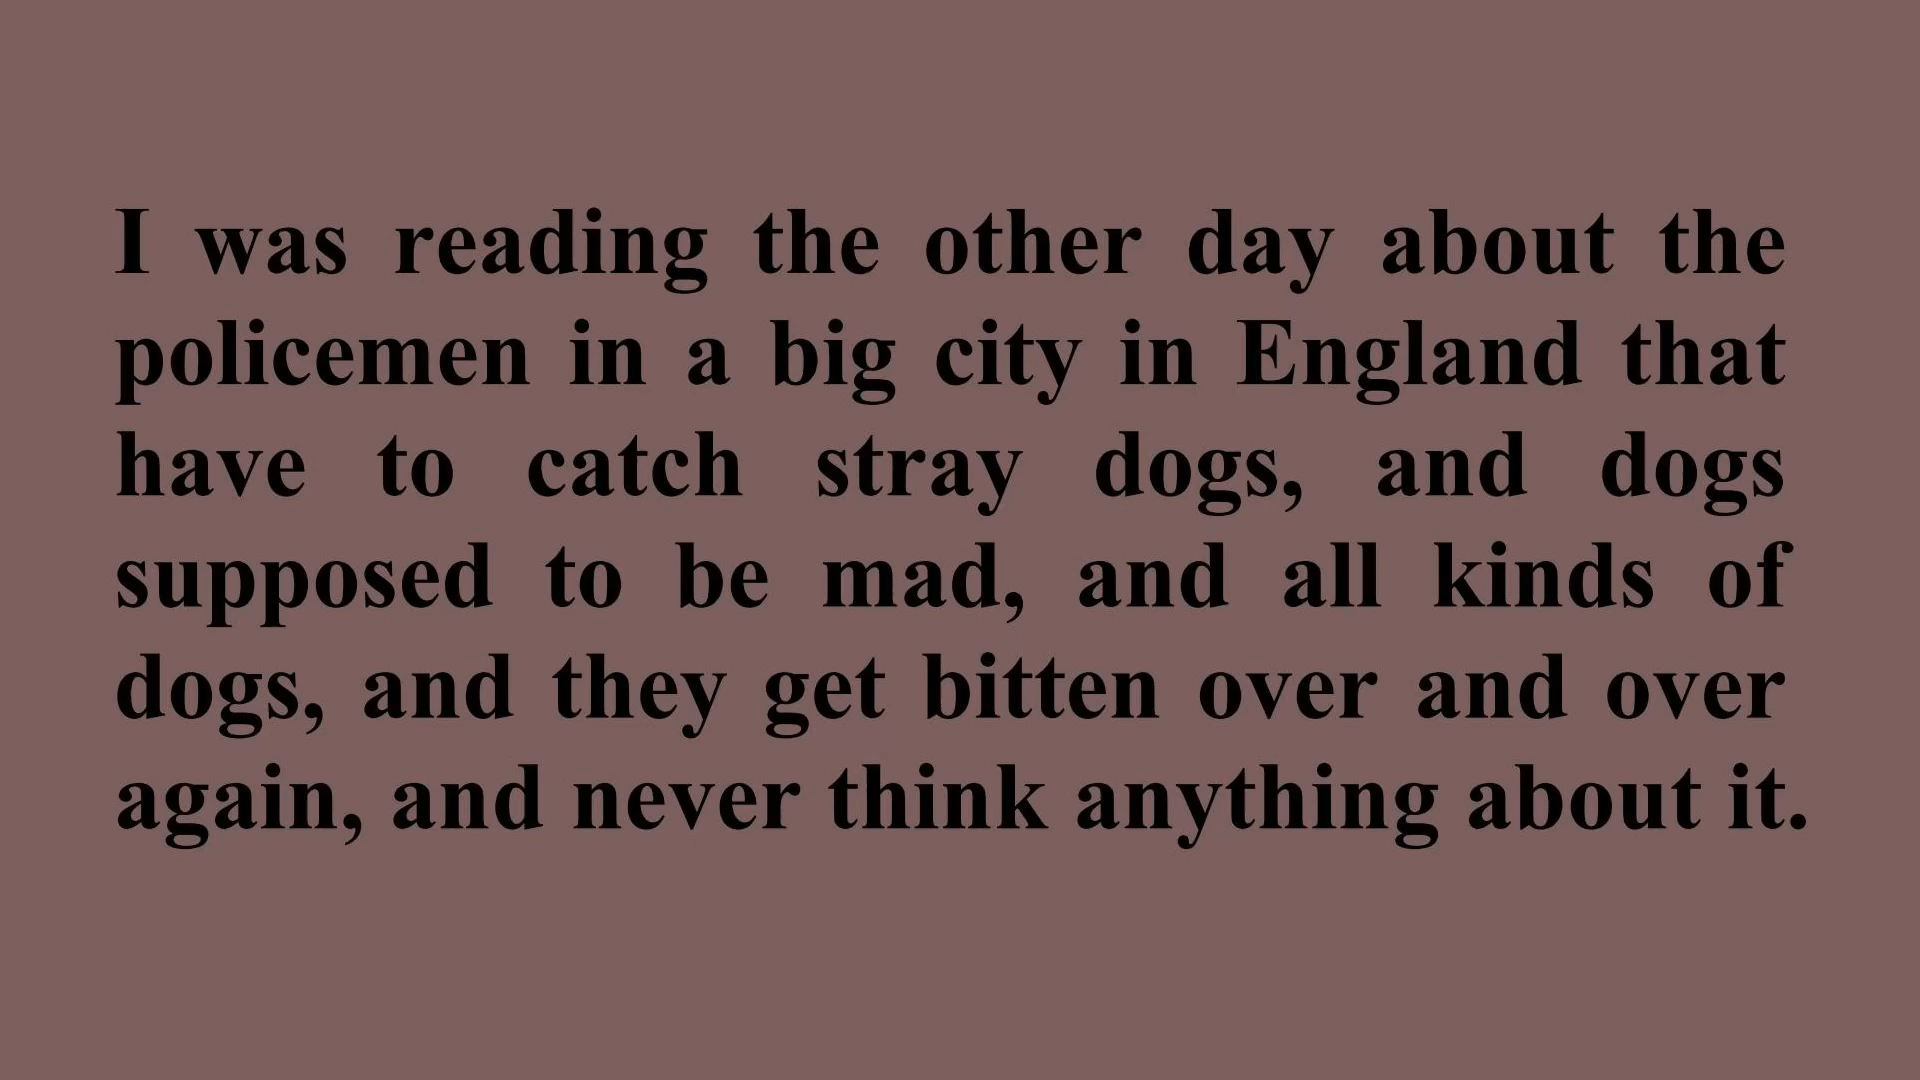 I was reading the other day about the
policemen in a big city in England that
have to catch stray dogs, and dogs
supposed to be mad, and all kinds of
dogs, and they get bitten over and over
again, and never think anything about it.